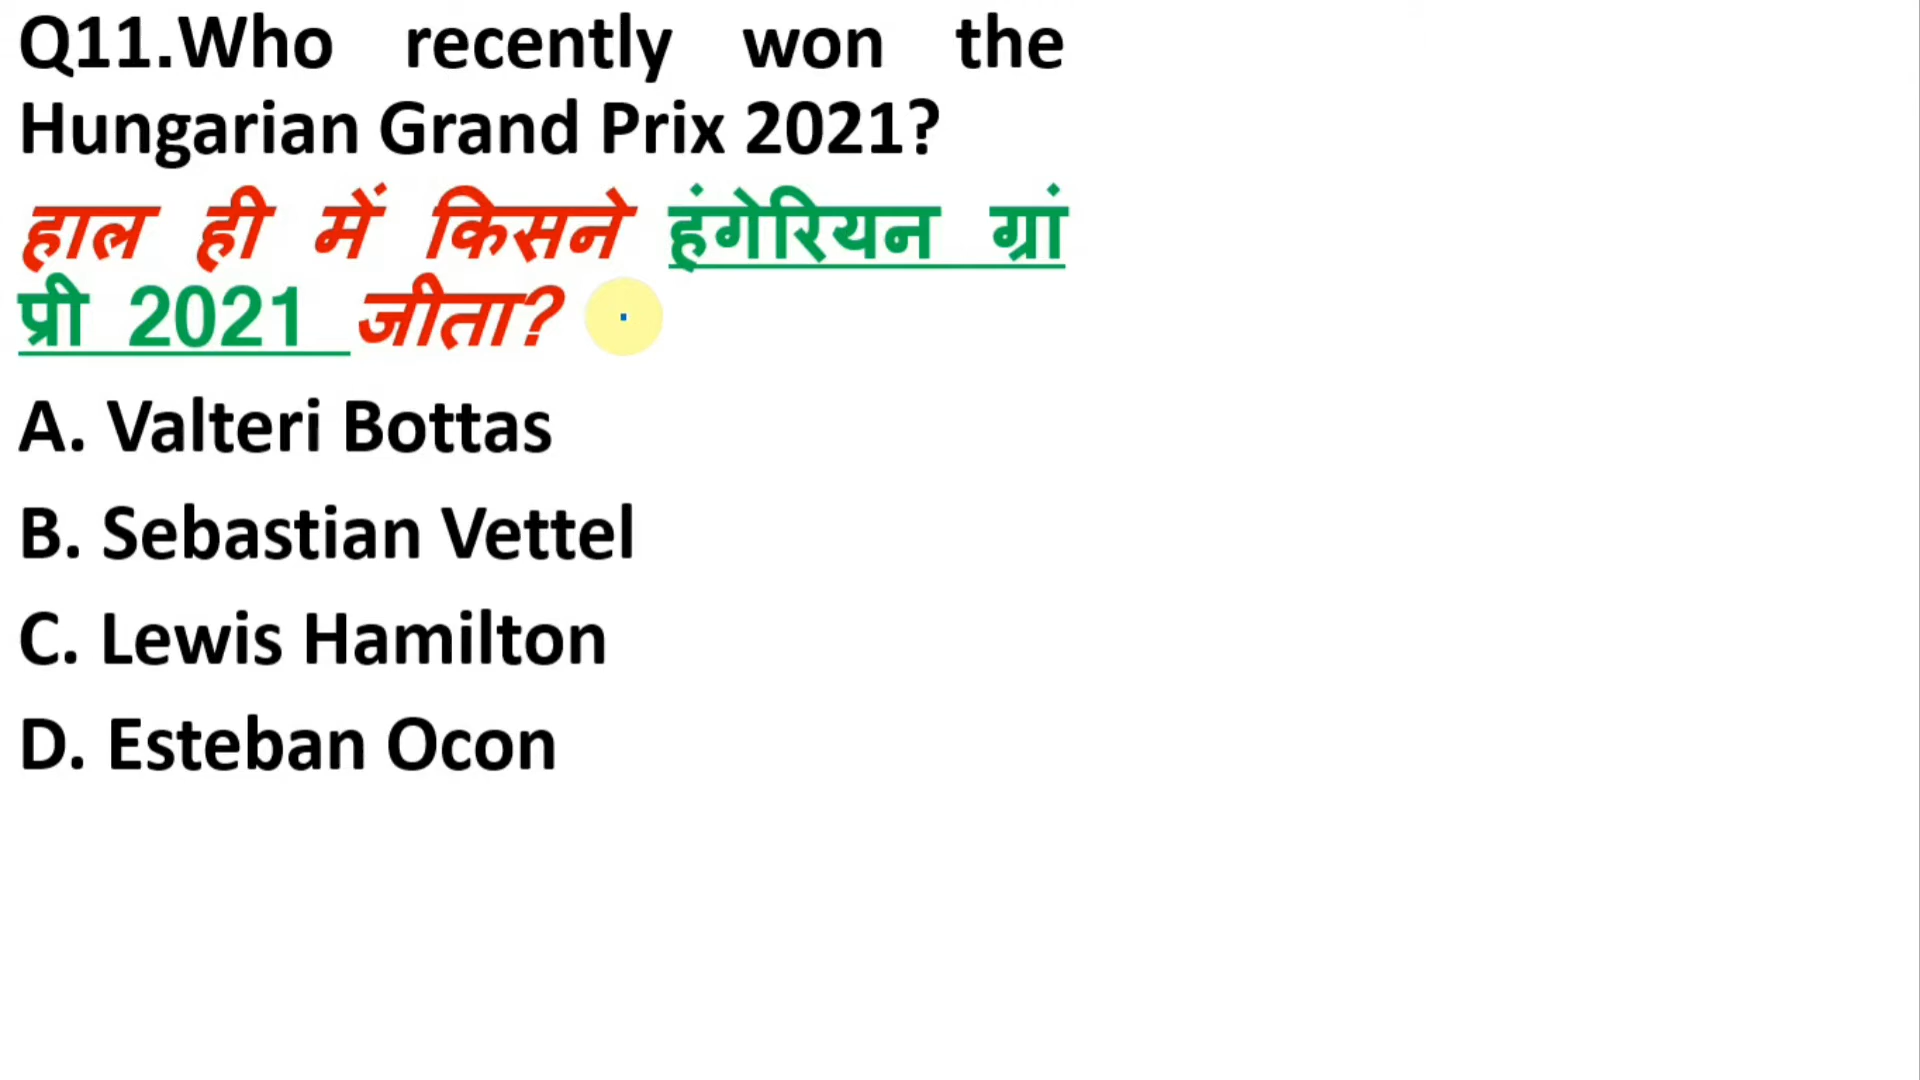 Q11.Who recently won the
Hungarian Grand Prix 2021?
हाल ही में किसने हंगेरियन ग्रां
प्री 2021 जीता?
A. Valteri Bottas
B. Sebastian Vettel
C. Lewis Hamilton
D. Esteban Ocon